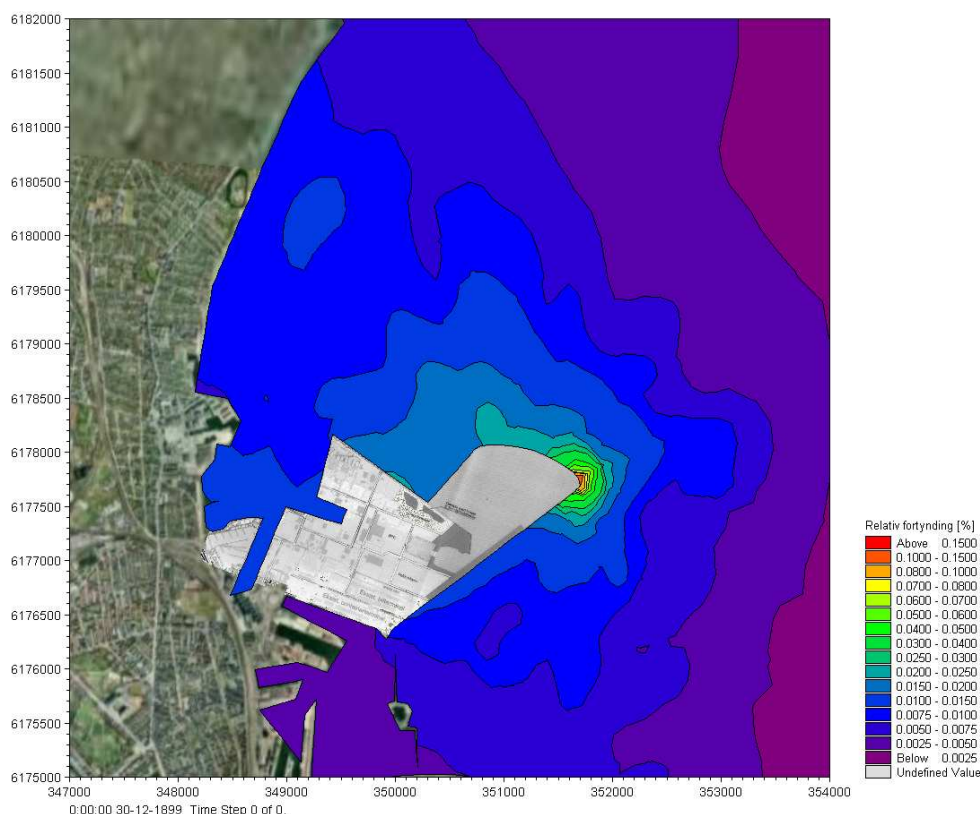 6182000
6181500
6181000
6180500
6180000
6179500
6179000
6178500
6178000
6177500
6177000
6176500
6176000
6175500
6175000
347000 348000 349000 350000 351000 352000 353000 354000
0:00:00 30-12-1899 Time Step 0 of 0.
Relativ fortynding [%]
Above 0.1500
0.1000 - 0.1500
0.0800 - 0.1000
0.0700 - 0.0800
0.0600 - 0.0700
0.0500 - 0.0600
0.0400 - 0.0500
0.0300 - 0.0400
0.0250 - 0.0300
0.0200 - 0.0250
0.0150 - 0.0200
0.0100 - 0.0150
0.0075 - 0.0100
0.0050 - 0.0075
0.0025 - 0.0050
Below 0.0025
Undefined Value